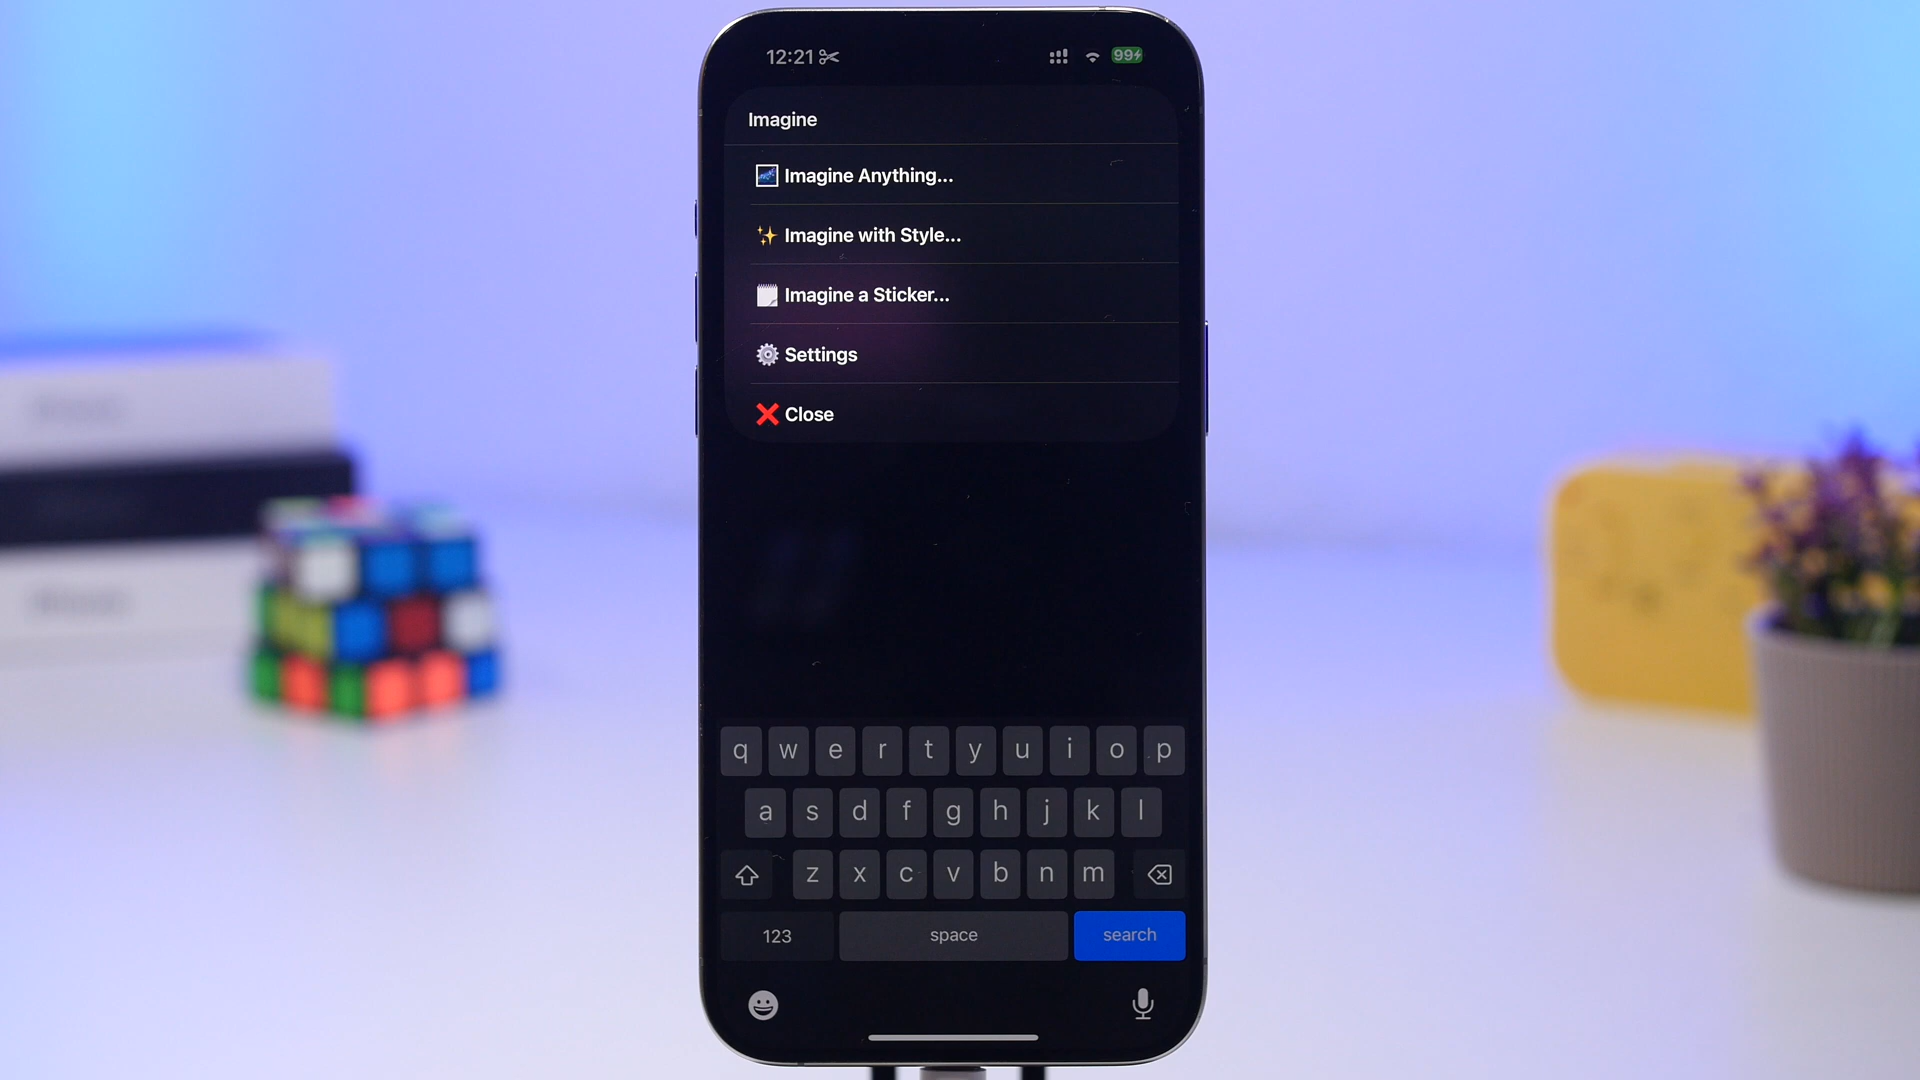 12:21
99
Imagine
Imagine Anything...
Imagine with Style...
Imagine a Sticker...
Settings
Close
q w e r t y u i o p
a s d f g h j k l
z x c v b n m
123 space search